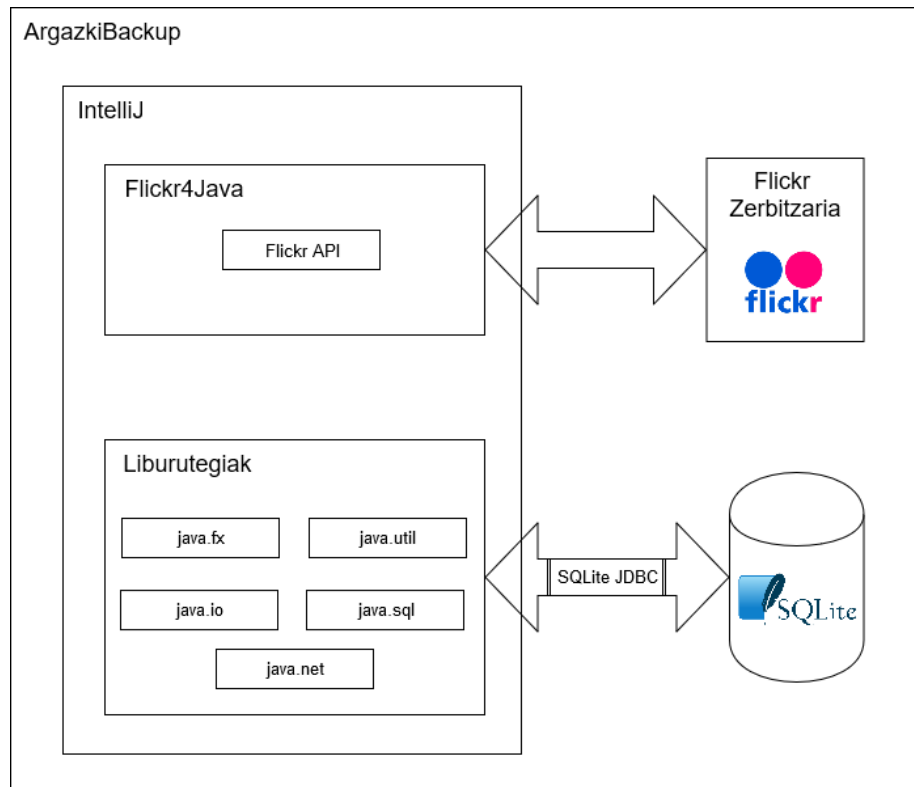 ArgazkiBackup
IntelliJ
Flickr4Java
Flickr API
Flickr
Zerbitzaria
flickr
Liburutegiak
java.fx
java.util
java.io
java.sql
java.net
SQLite JDBC
SQLite